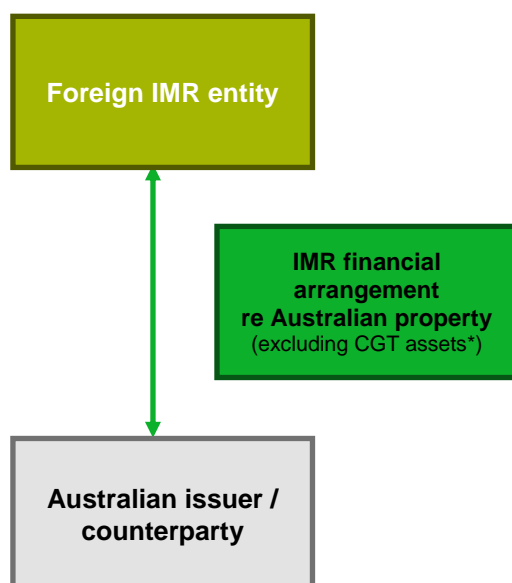 Foreign IMR entity
IMR financial
arrangement
re Australian property
(excluding CGT assets*)
Australian issuer /
counterparty